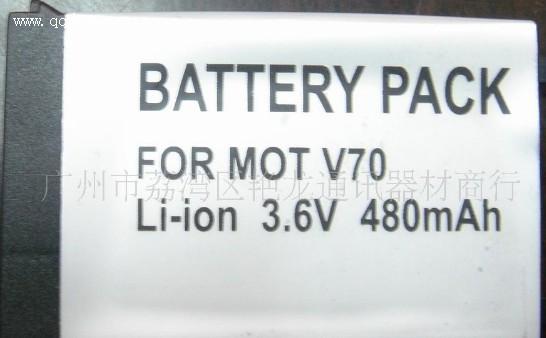 BATTERY PACK
FOR MOT V70
广州市荔湾区艳龙通讯器材商行
Li-ion 3.6V 480mAh